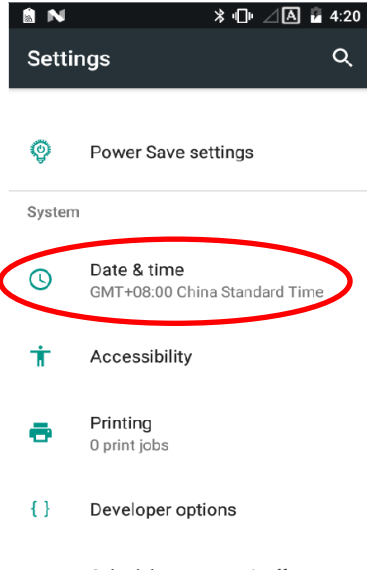 4:20
Settings
Power Save settings
System
Date & time
GMT+08:00 China Standard Time
Accessibility
Printing
0 print jobs
{ } Developer options